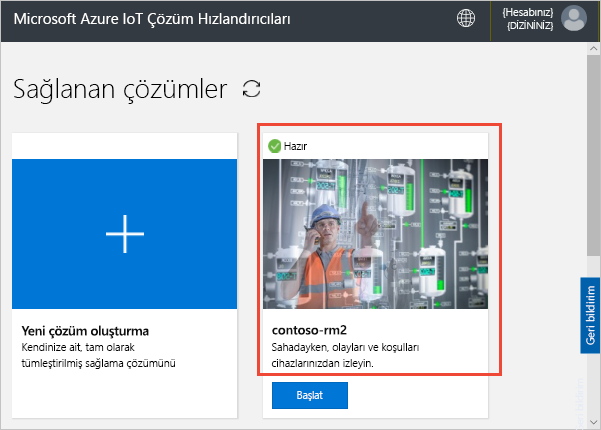 Microsoft Azure IoT Çözüm Hızlandırıcıları
{Hesabınız}
{DİZİNİNİZ}
Sağlanan çözümler
Hazır
Yeni çözüm oluşturma
Kendinize ait, tam olarak
tümleştirilmiş sağlama çözümünü
contoso-rm2
Sahadayken, olayları ve koşulları
cihazlarınızdan izleyin.
Başlat
Geri bildirim